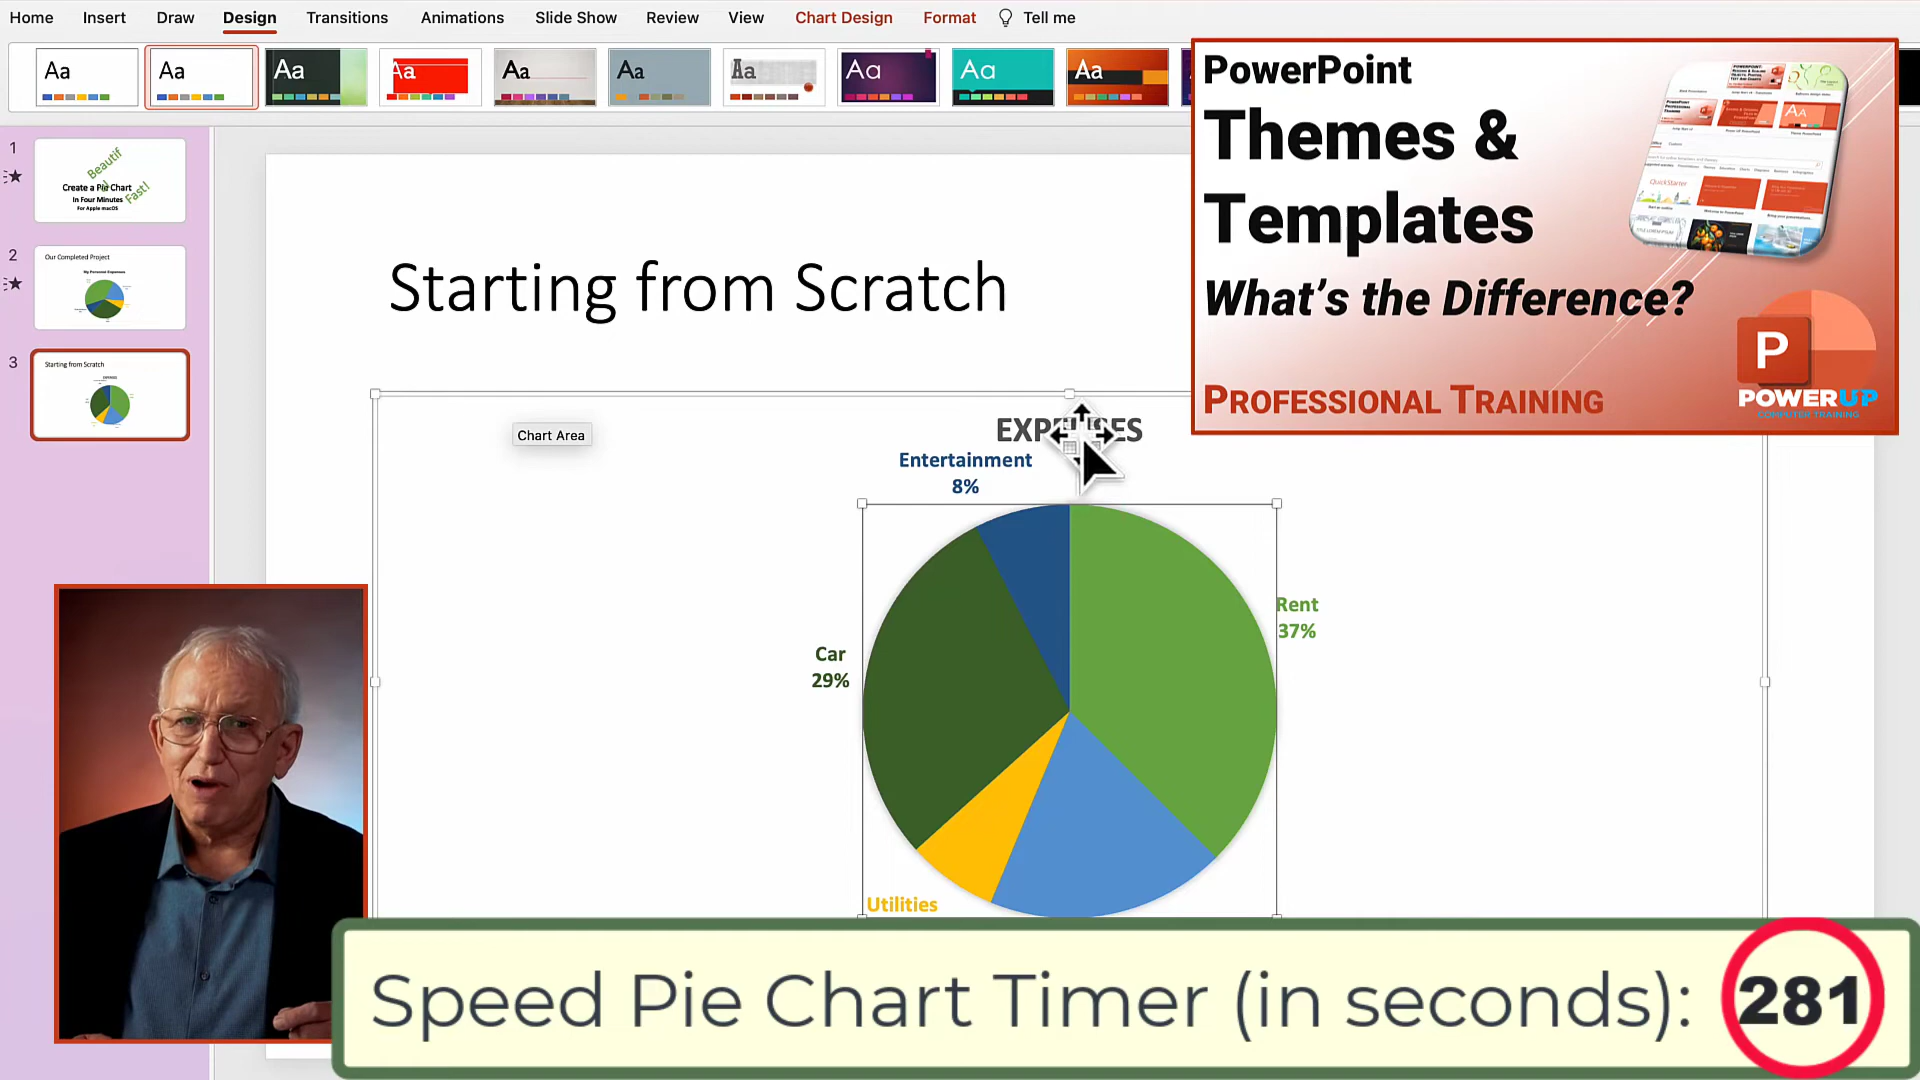 Home Insert Draw Design Transitions Animations Slide Show Review View Chart Design Format Tell me
Aa Aa Aa Aa Aa Aa Aa Aa Aa Aa
PowerPoint
Themes &
Templates
What's the Difference?
PROFESSIONAL TRAINING
P
POWERUP
COMPUTER TRAINING
1
Beautif
Create a Pie Chart
In Four Minutes
Fast!
For Apple macOS
2
Our Completed Project
My Personal Expenses
3
Starting from Scratch
EXPENSES
Starting from Scratch
Chart Area
Entertainment
8%
Rent
37%
Car
29%
Utilities
Speed Pie Chart Timer (in seconds): 281